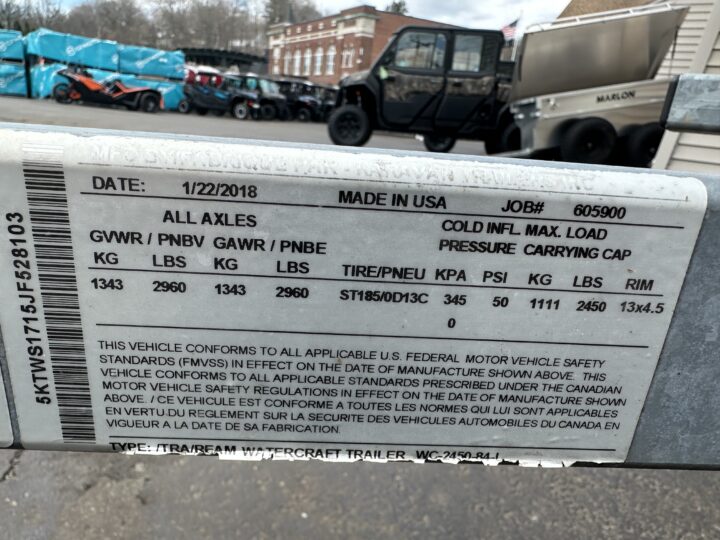 MARLON
DATE: 1/22/2018 MADE IN USA JOB# 605900
ALL AXLES COLD INFL. MAX. LOAD
GVWR / PNBV GAWR / PNBE PRESSURE CARRYING CAP
KG LBS KG LBS TIRE/PNEU KPA PSI KG LBS RIM
1343 2960 1343 2960 ST185/0D13C 345 50 1111 2450 13x4.5
0
THIS VEHICLE CONFORMS TO ALL APPLICABLE U.S. FEDERAL MOTOR VEHICLE SAFETY
STANDARDS (FMVSS) IN EFFECT ON THE DATE OF MANUFACTURE SHOWN ABOVE. THIS
VEHICLE CONFORMS TO ALL APPLICABLE STANDARDS PRESCRIBED UNDER THE CANADIAN
MOTOR VEHICLE SAFETY REGULATIONS IN EFFECT ON THE DATE OF MANUFACTURE SHOWN
ABOVE. / CE VEHICULE EST CONFORME A TOUTES LES NORMES QUI LUI SONT APPLICABLES
EN VERTU DU REGLEMENT SUR LA SECURITE DES VEHICULES AUTOMOBILES DU CANADA EN
VIGUEUR A LA DATE DE SA FABRICATION.
TYPE: /TRA/BEAM WATERCRAFT TRAILER WC-2450-84-L
5KTWS1715JF528103